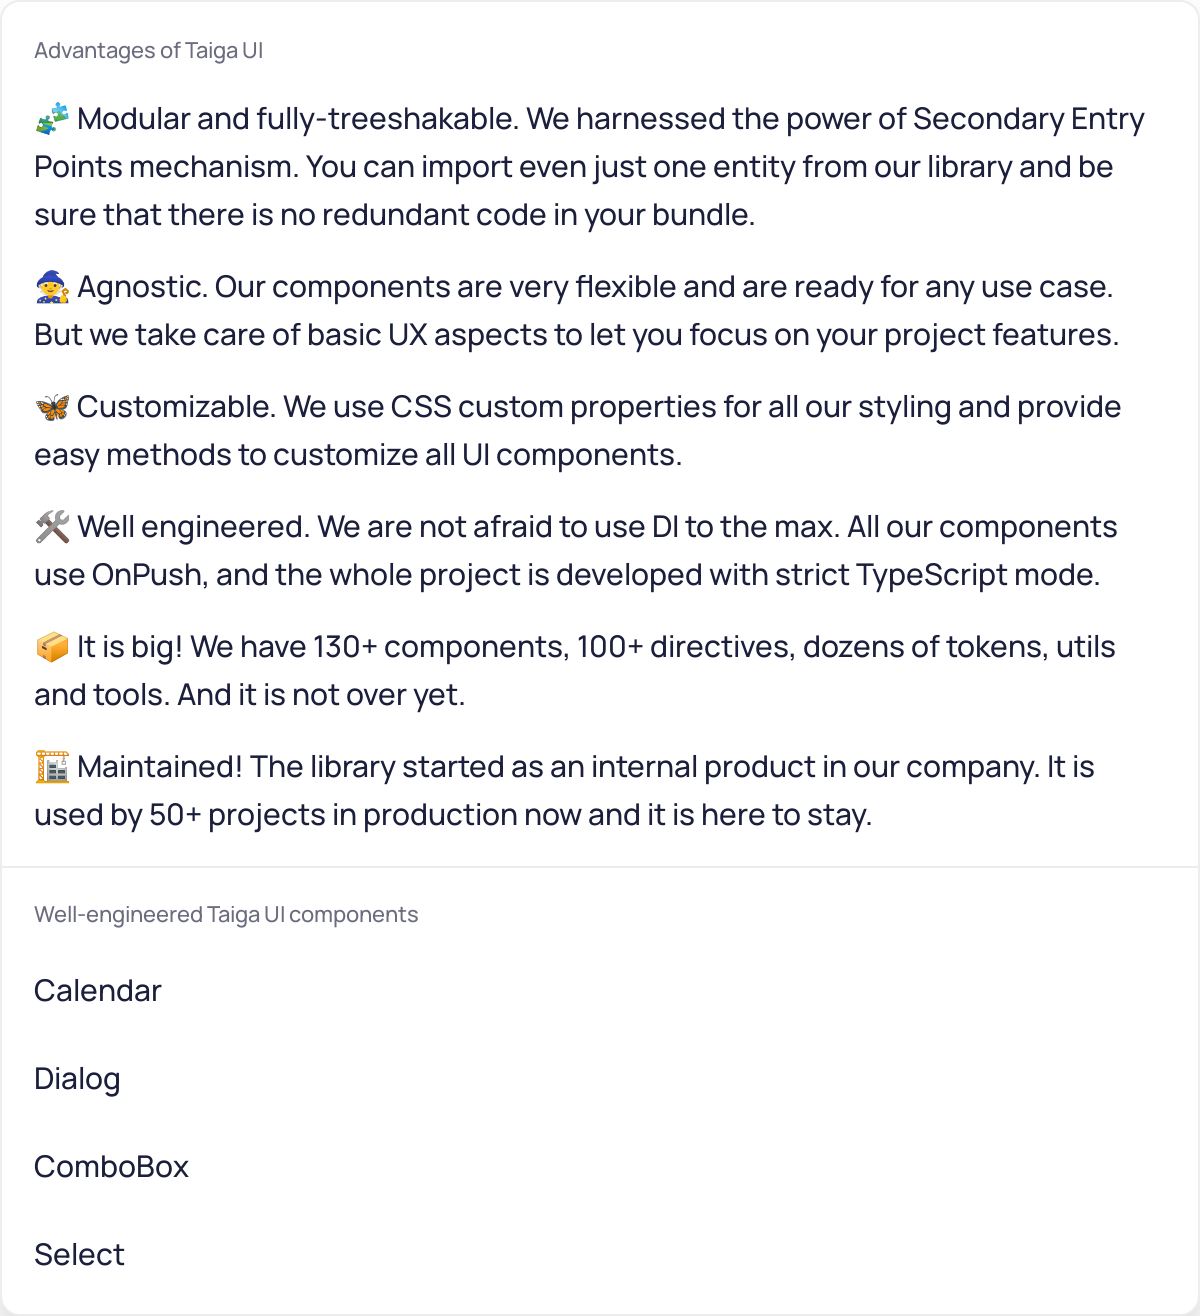 Advantages of Taiga UI
🧩 Modular and fully-treeshakable. We harnessed the power of Secondary Entry
Points mechanism. You can import even just one entity from our library and be
sure that there is no redundant code in your bundle.
🧙 Agnostic. Our components are very flexible and are ready for any use case.
But we take care of basic UX aspects to let you focus on your project features.
🦋 Customizable. We use CSS custom properties for all our styling and provide
easy methods to customize all UI components.
🛠 Well engineered. We are not afraid to use DI to the max. All our components
use OnPush, and the whole project is developed with strict TypeScript mode.
📦 It is big! We have 130+ components, 100+ directives, dozens of tokens, utils
and tools. And it is not over yet.
🏗 Maintained! The library started as an internal product in our company. It is
used by 50+ projects in production now and it is here to stay.
Well-engineered Taiga UI components
Calendar
Dialog
ComboBox
Select